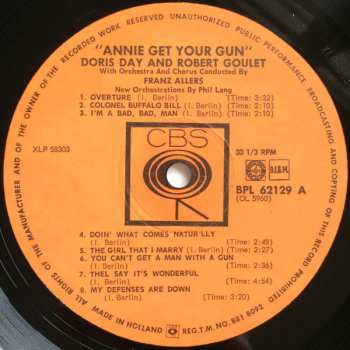 ALL RIGHTS OF THE MANUFACTURER AND OF THE OWNER OF THE RECORDED WORK RESERVED UNAUTHORIZED PUBLIC PERFORMANCE BROADCASTING AND COPYING OF THIS RECORD PROHIBITED
"ANNIE GET YOUR GUN"
DORIS DAY AND ROBERT GOULET
With Orchestra And Chorus Conducted By
FRANZ ALLERS
New Orchestrations By Phil Lang
1. OVERTURE (I. Berlin) (Time: 3:32)
2. COLONEL BUFFALO BILL (I. Berlin) (Time: 2:10)
3. I'M A BAD, BAD, MAN (I. Berlin) (Time: 2:10)
CBS
XLP 58303
33 1/3 RPM
B.I.E.M.
BPL 62129 A
(OL 5960)
4. DOIN' WHAT COMES NATUR'LLY
(I. Berlin) (Time: 2:48)
5. THE GIRL THAT I MARRY (I. Berlin) (Time: 2:27)
6. YOU CAN'T GET A MAN WITH A GUN
(I. Berlin) (Time: 2:36)
7. THEL SAY IT'S WONDERFUL
(I. Berlin) (Time: 4:54)
8. MY DEFENSES ARE DOWN
(I. Berlin) (Time: 3:20)
MADE IN HOLLAND REG.T.M. NO. 881 8092